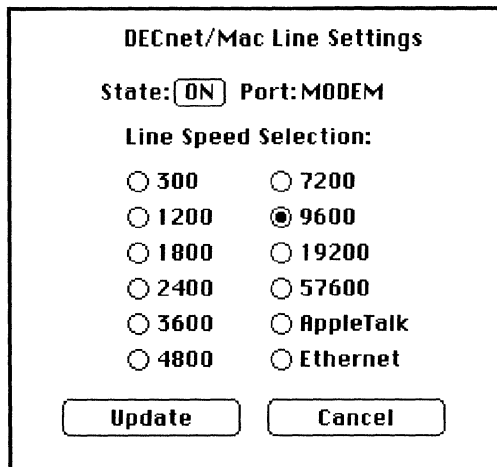 DECnet/Mac Line Settings
State: ON Port: MODEM
Line Speed Selection:
300 7200
1200 9600
1800 19200
2400 57600
3600 AppleTalk
4800 Ethernet
Update Cancel